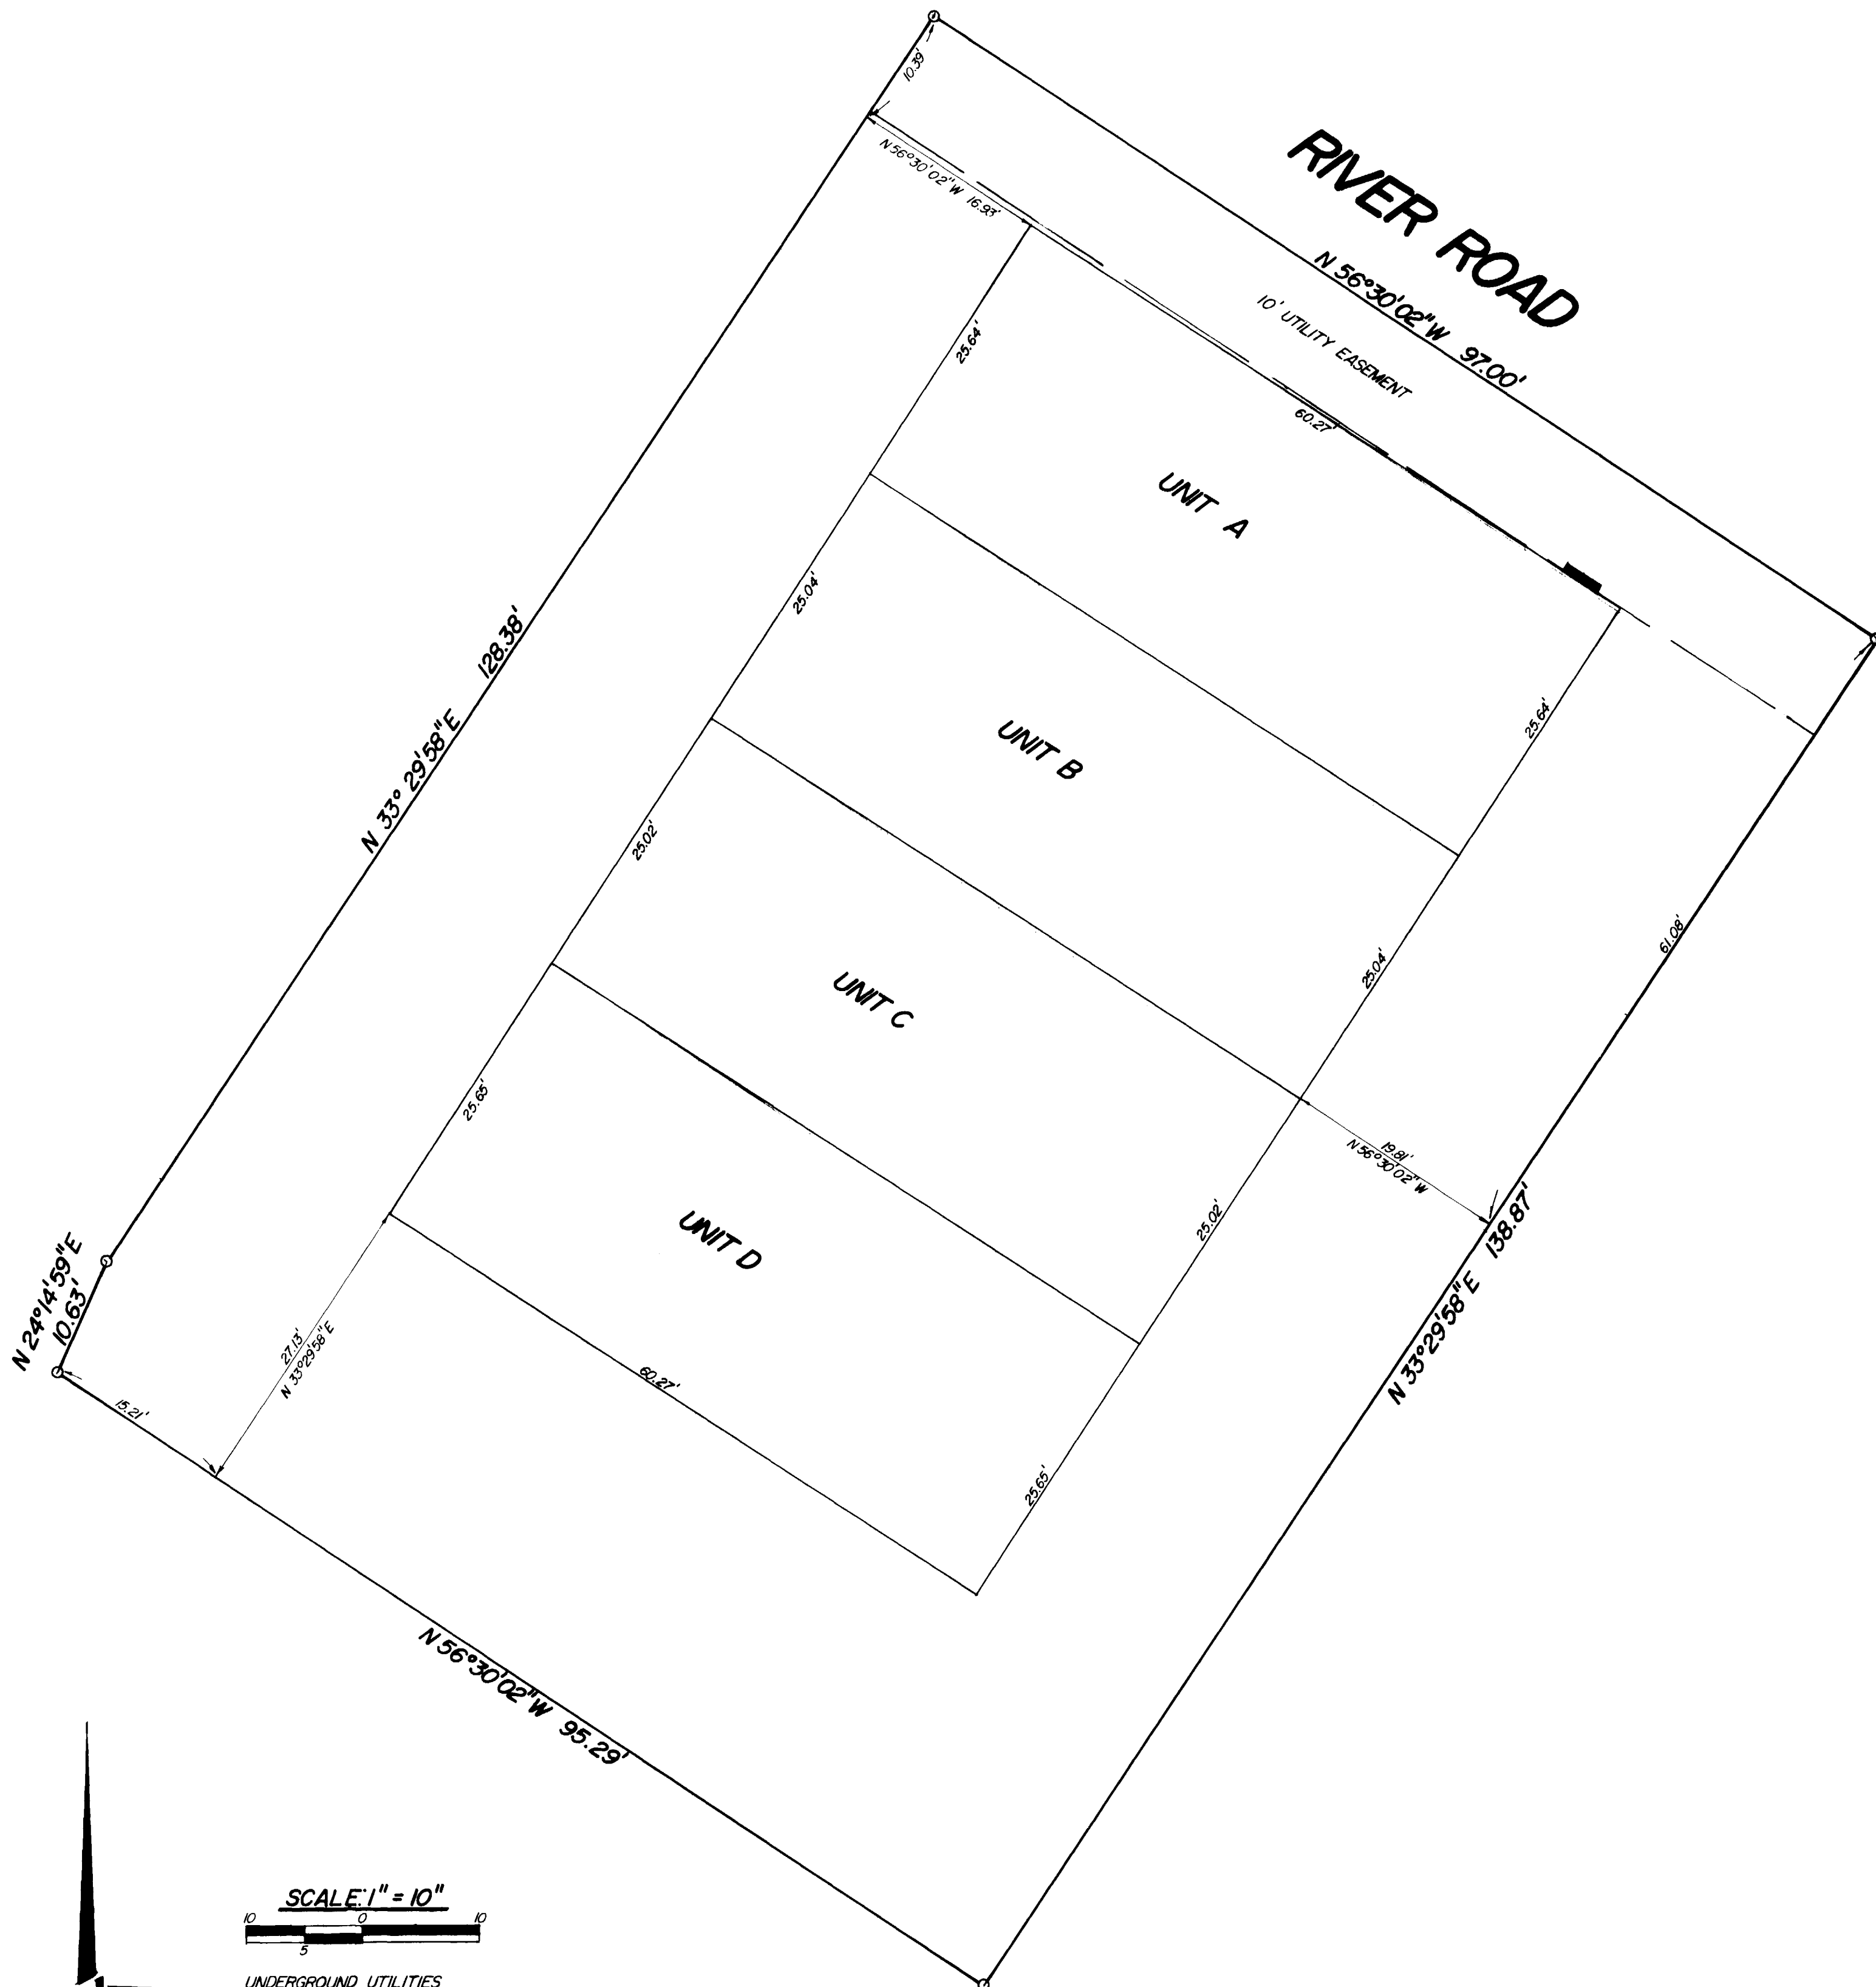 10.39'
RIVER ROAD
N 56°30'02"W 16.93'
N 56°30'02"W 97.00'
10' UTILITY EASEMENT
25.64'
60.27'
UNIT A
25.04'
25.64'
128.38'
N 33° 29'58"E
UNIT B
25.02'
61.08'
25.04'
UNIT C
25.65'
19.81'
N 56°30'02"W
138.87'
N 33°29'58"E
25.02'
UNIT D
N 24°14'59"E
10.63'
27.13'
N 33°29'58"E
60.27'
15.21'
25.65'
N 56°30'02"W 95.29'
SCALE: 1" = 10"
10 0 10
5
UNDERGROUND UTILITIES